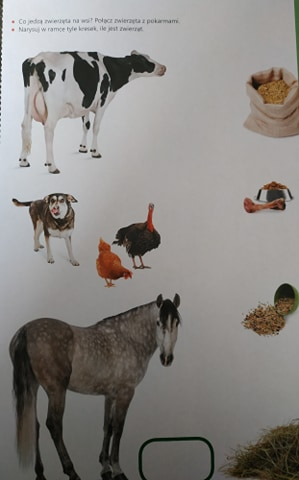 Co jedzą zwierzęta na wsi? Połącz zwierzęta z pokarmami.
Narysuj w ramce tyle kresek, ile jest zwierząt.